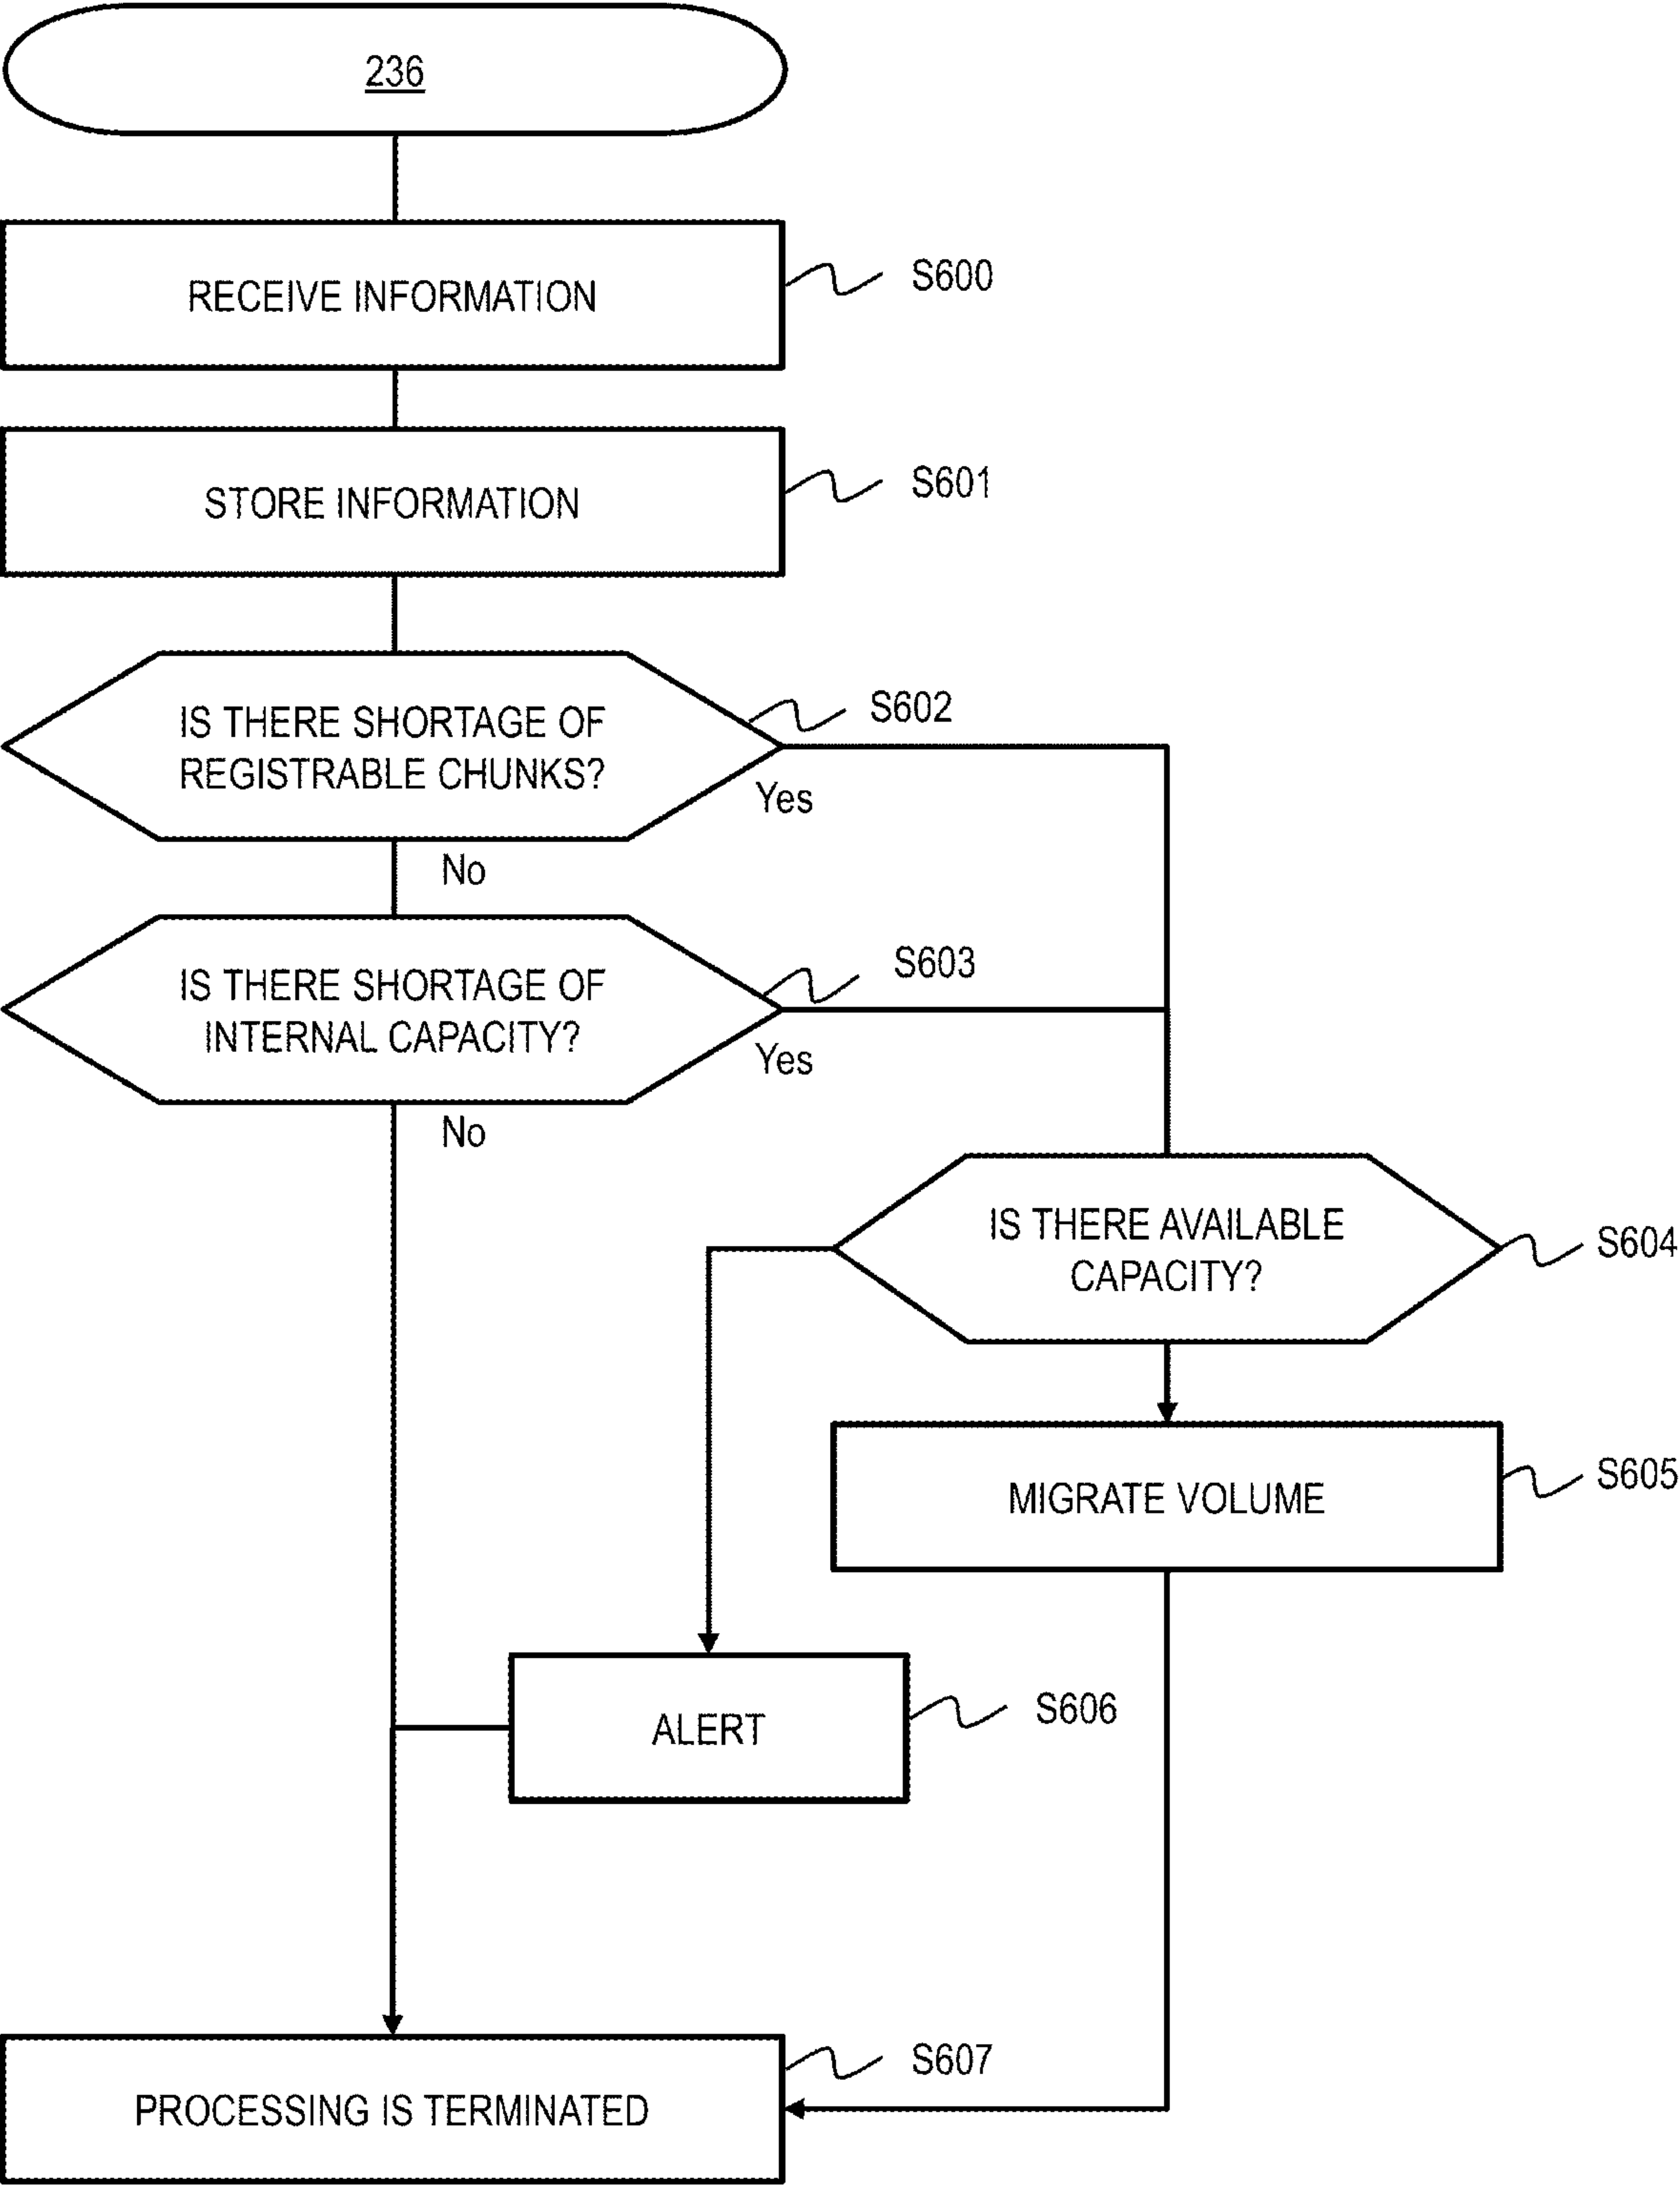 236
RECEIVE INFORMATION
S600
STORE INFORMATION
S601
IS THERE SHORTAGE OF
REGISTRABLE CHUNKS?
S602
Yes
No
IS THERE SHORTAGE OF
INTERNAL CAPACITY?
S603
Yes
No
IS THERE AVAILABLE
CAPACITY?
S604
MIGRATE VOLUME
S605
ALERT
S606
PROCESSING IS TERMINATED
S607